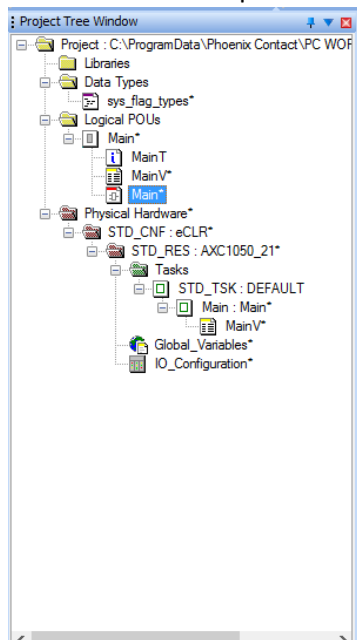 Project Tree Window
Project : C:\ProgramData\Phoenix Contact\PC WOF
Libraries
Data Types
sys_flag_types*
Logical POUs
Main*
MainT
MainV*
Main*
Physical Hardware*
STD_CNF : eCLR*
STD_RES : AXC1050_21*
Tasks
STD_TSK : DEFAULT
Main : Main*
MainV*
Global_Variables*
IO_Configuration*